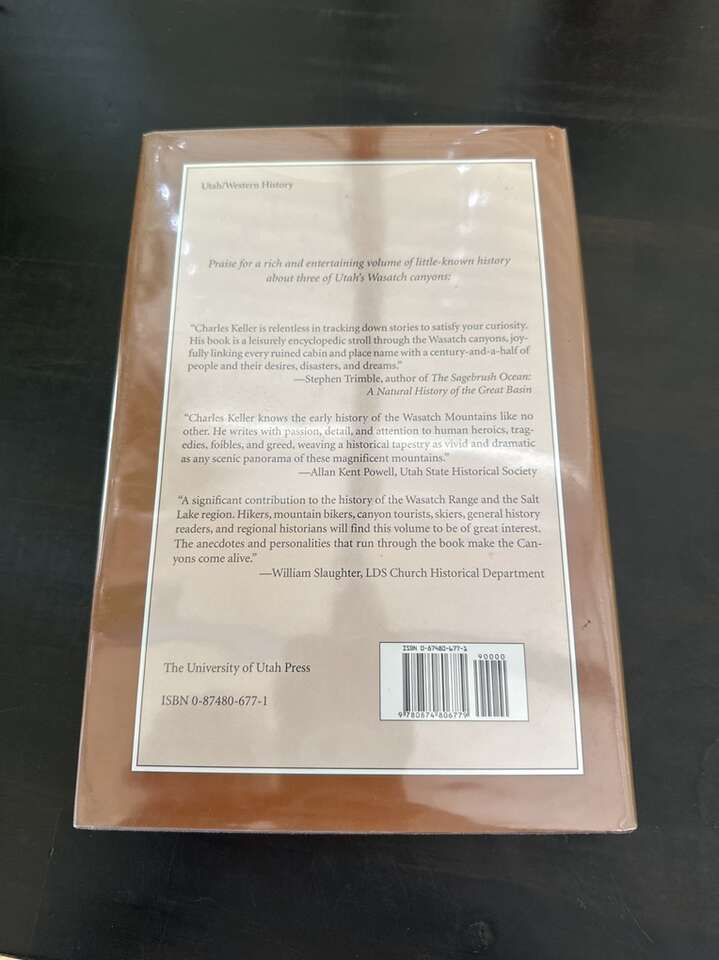 Utah/Western History
Praise for a rich and entertaining volume of little-known history
about three of Utah's Wasatch canyons:
“Charles Keller is relentless in tracking down stories to satisfy your curiosity.
His book is a leisurely encyclopedic stroll through the Wasatch canyons, joy-
fully linking every ruined cabin and place name with a century-and-a-half of
people and their desires, disasters, and dreams.”
—Stephen Trimble, author of The Sagebrush Ocean:
A Natural History of the Great Basin
“Charles Keller knows the early history of the Wasatch Mountains like no
other. He writes with passion, detail, and attention to human heroics, trag-
edies, foibles, and greed, weaving a historical tapestry as vivid and dramatic
as any scenic panorama of these magnificent mountains.”
—Allan Kent Powell, Utah State Historical Society
“A significant contribution to the history of the Wasatch Range and the Salt
Lake region. Hikers, mountain bikers, canyon tourists, skiers, general history
readers, and regional historians will find this volume to be of great interest.
The anecdotes and personalities that run through the book make the Can-
yons come alive.”
—William Slaughter, LDS Church Historical Department
The University of Utah Press
ISBN 0-87480-677-1
ISBN 0-87480-677-1
90000
9 780874 806779